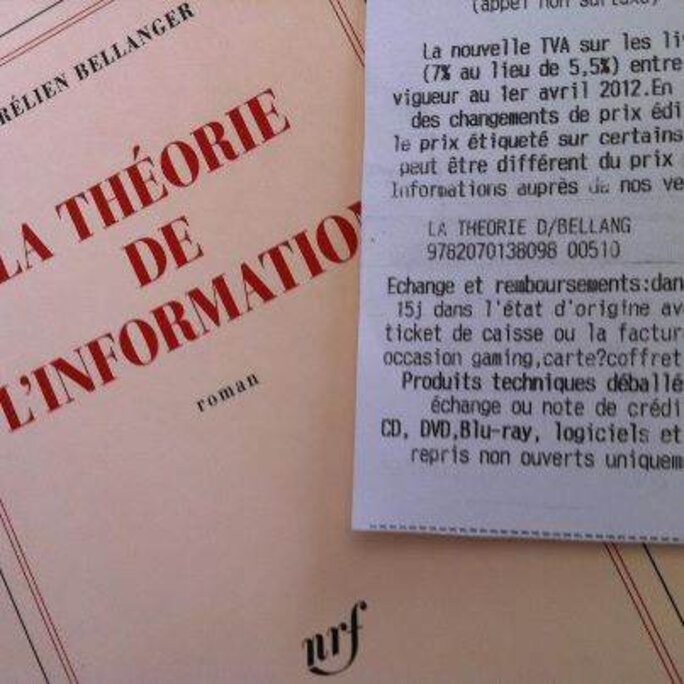 RÉLIEN BELLANGER
LA THÉORIE
DE
L'INFORMATION
roman
nrf
(appel non surtaxé)
La nouvelle TVA sur les li
(7% au lieu de 5,5%) entre
vigueur au 1er avril 2012.En
des changements de prix édi
le prix étiqueté sur certains
peut être différent du prix
Informations auprès de nos ve
LA THEORIE D/BELLANG
9782070138098 00510
Echange et remboursements:dan
15j dans l'état d'origine av
ticket de caisse ou la factur
occasion gaming,carte?coffret
Produits techniques déballé
échange ou note de crédi
CD, DVD,Blu-ray, logiciels et
repris non ouverts uniquem